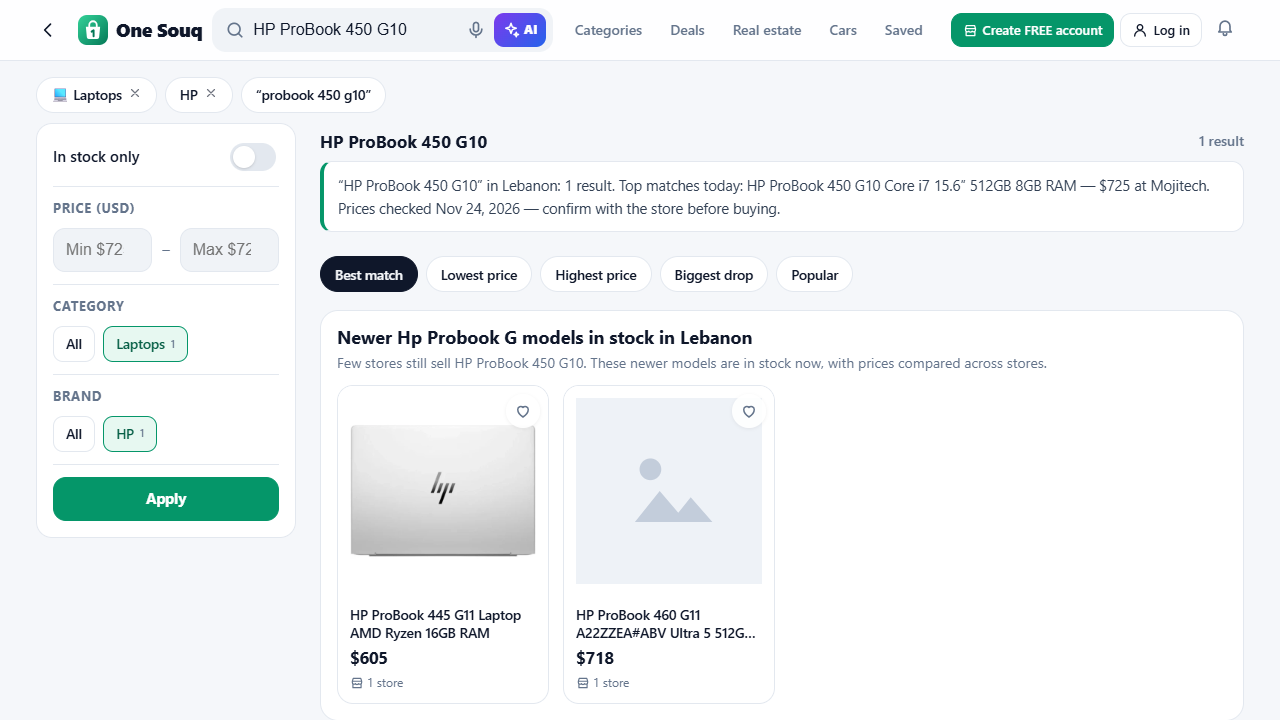 One Souq
HP ProBook 450 G10
AI
Categories
Deals
Real estate
Cars
Saved
Create FREE account
Log in
Laptops ×
HP ×
“probook 450 g10”
In stock only
PRICE (USD)
Min $72
–
Max $72
CATEGORY
All
Laptops 1
BRAND
All
HP 1
Apply
HP ProBook 450 G10
1 result
“HP ProBook 450 G10” in Lebanon: 1 result. Top matches today: HP ProBook 450 G10 Core i7 15.6” 512GB 8GB RAM — $725 at Mojitech.
Prices checked Nov 24, 2026 — confirm with the store before buying.
Best match
Lowest price
Highest price
Biggest drop
Popular
Newer Hp Probook G models in stock in Lebanon
Few stores still sell HP ProBook 450 G10. These newer models are in stock now, with prices compared across stores.
hp
HP ProBook 445 G11 Laptop
AMD Ryzen 16GB RAM
$605
1 store
HP ProBook 460 G11
A22ZZEA#ABV Ultra 5 512G...
$718
1 store